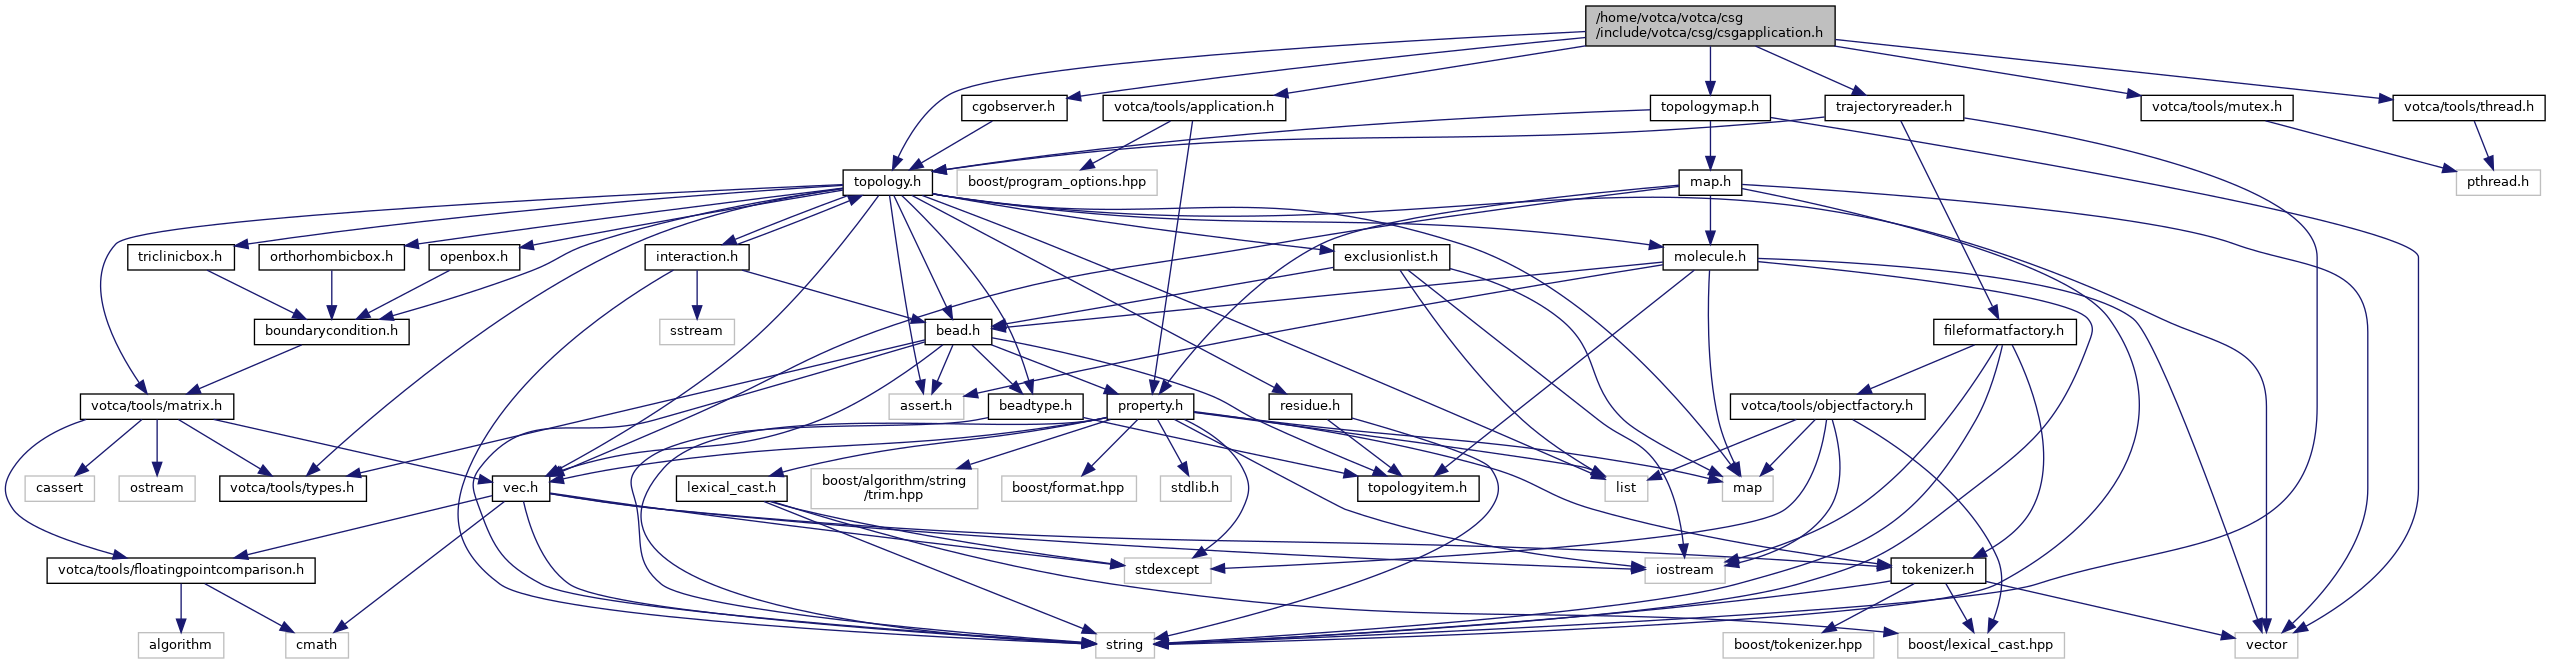 /home/votca/votca/csg
/include/votca/csg/csgapplication.h
cgobserver.h
votca/tools/application.h
topologymap.h
trajectoryreader.h
votca/tools/mutex.h
votca/tools/thread.h
topology.h
boost/program_options.hpp
map.h
pthread.h
triclinicbox.h
orthorhombicbox.h
openbox.h
interaction.h
exclusionlist.h
molecule.h
boundarycondition.h
sstream
bead.h
fileformatfactory.h
votca/tools/matrix.h
assert.h
beadtype.h
property.h
residue.h
votca/tools/objectfactory.h
cassert
ostream
votca/tools/types.h
vec.h
lexical_cast.h
boost/algorithm/string
/trim.hpp
boost/format.hpp
stdlib.h
topologyitem.h
list
map
votca/tools/floatingpointcomparison.h
stdexcept
iostream
tokenizer.h
algorithm
cmath
string
boost/tokenizer.hpp
boost/lexical_cast.hpp
vector